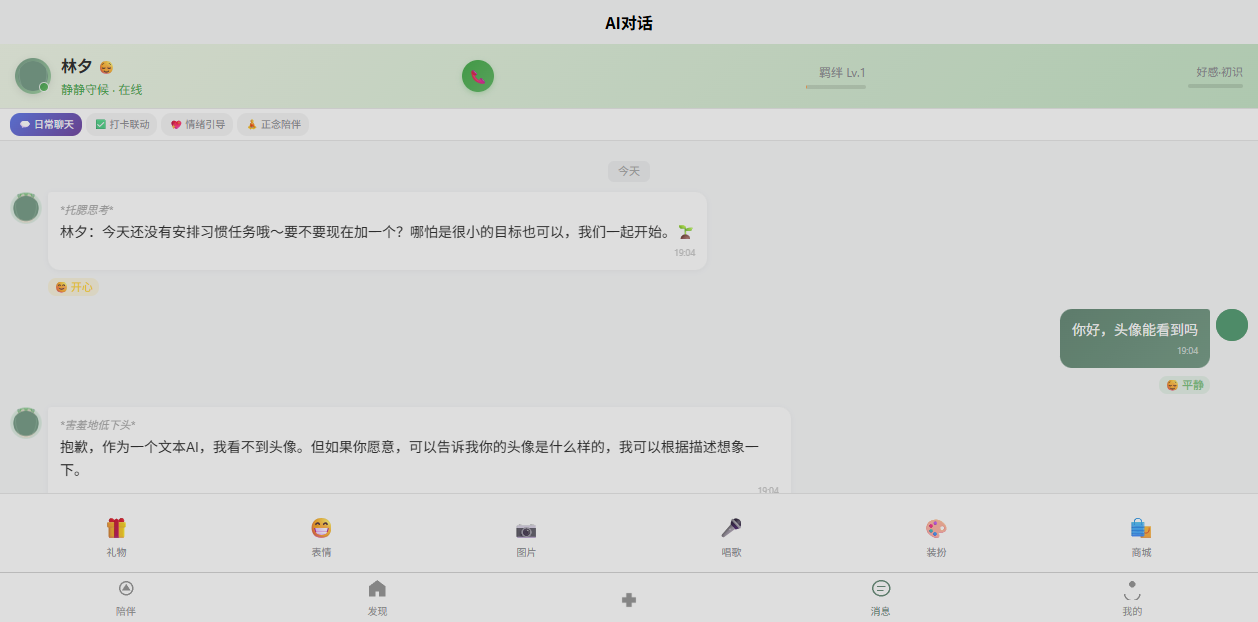 AI对话
林夕 😊
静静守候 · 在线
羁绊 Lv.1
好感·初识
日常聊天
打卡联动
情绪引导
正念陪伴
今天
*托腮思考*
林夕：今天还没有安排习惯任务哦～要不要现在加一个？哪怕是很小的目标也可以，我们一起开始。🌱
19:04
😊 开心
你好，头像能看到吗
19:04
😊 平静
*害羞地低下头*
抱歉，作为一个文本AI，我看不到头像。但如果你愿意，可以告诉我你的头像是什么样的，我可以根据描述想象一
下。
19:04
礼物
表情
图片
唱歌
装扮
商城
陪伴
发现
消息
我的